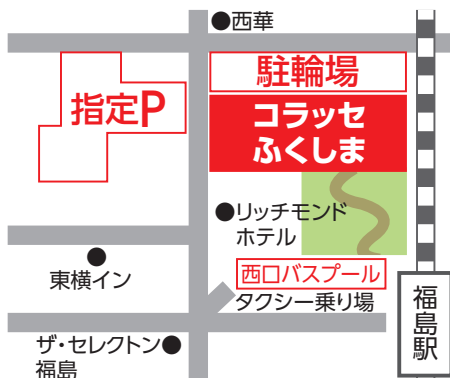 ●西華
駐輪場
指定P
コラッセ
ふくしま
●リッチモンド
ホテル
東横イン
西口バスプール
タクシー乗り場
福島駅
ザ・セレクトン●
福島